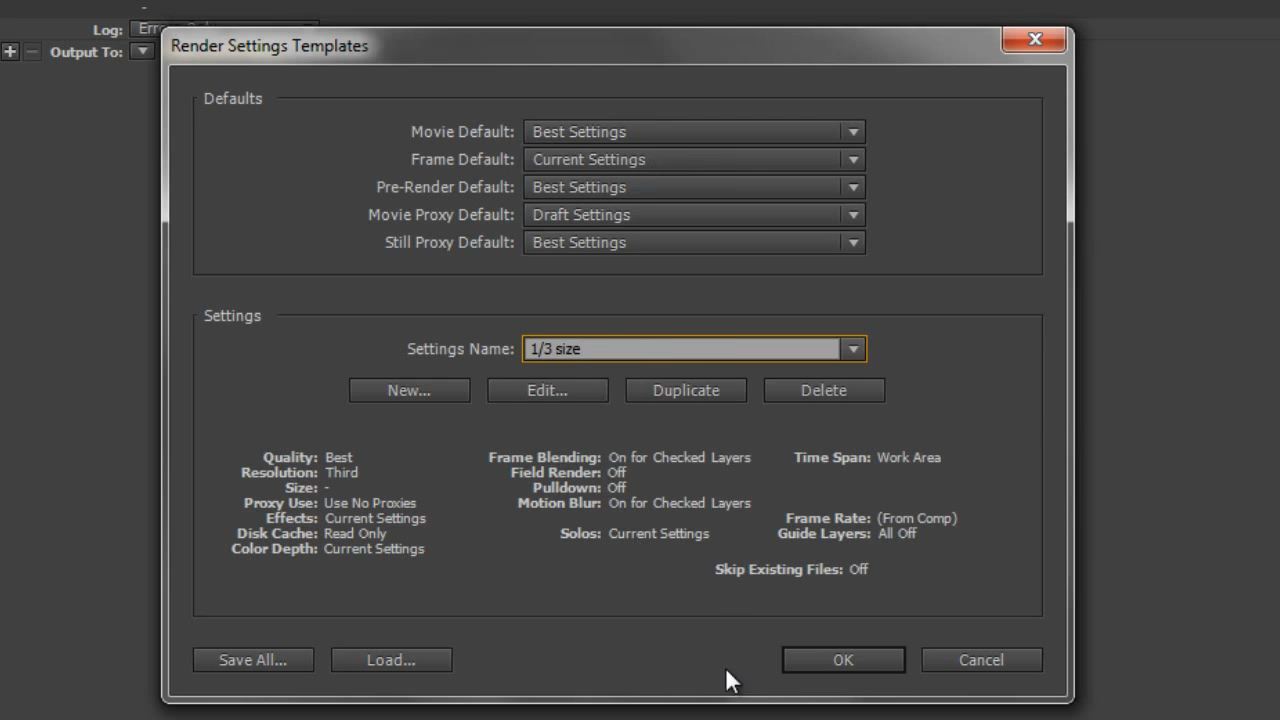 Log:
Render Settings Templates
Output To:
Defaults
Movie Default: Best Settings
Frame Default: Current Settings
Pre-Render Default: Best Settings
Movie Proxy Default: Draft Settings
Still Proxy Default: Best Settings
Settings
Settings Name: 1/3 size
New... Edit... Duplicate Delete
Quality: Best Frame Blending: On for Checked Layers Time Span: Work Area
Resolution: Third Field Render: Off
Size: - Pulldown: Off
Proxy Use: Use No Proxies Motion Blur: On for Checked Layers
Effects: Current Settings Frame Rate: (From Comp)
Disk Cache: Read Only Solos: Current Settings Guide Layers: All Off
Color Depth: Current Settings
Skip Existing Files: Off
Save All... Load... OK Cancel